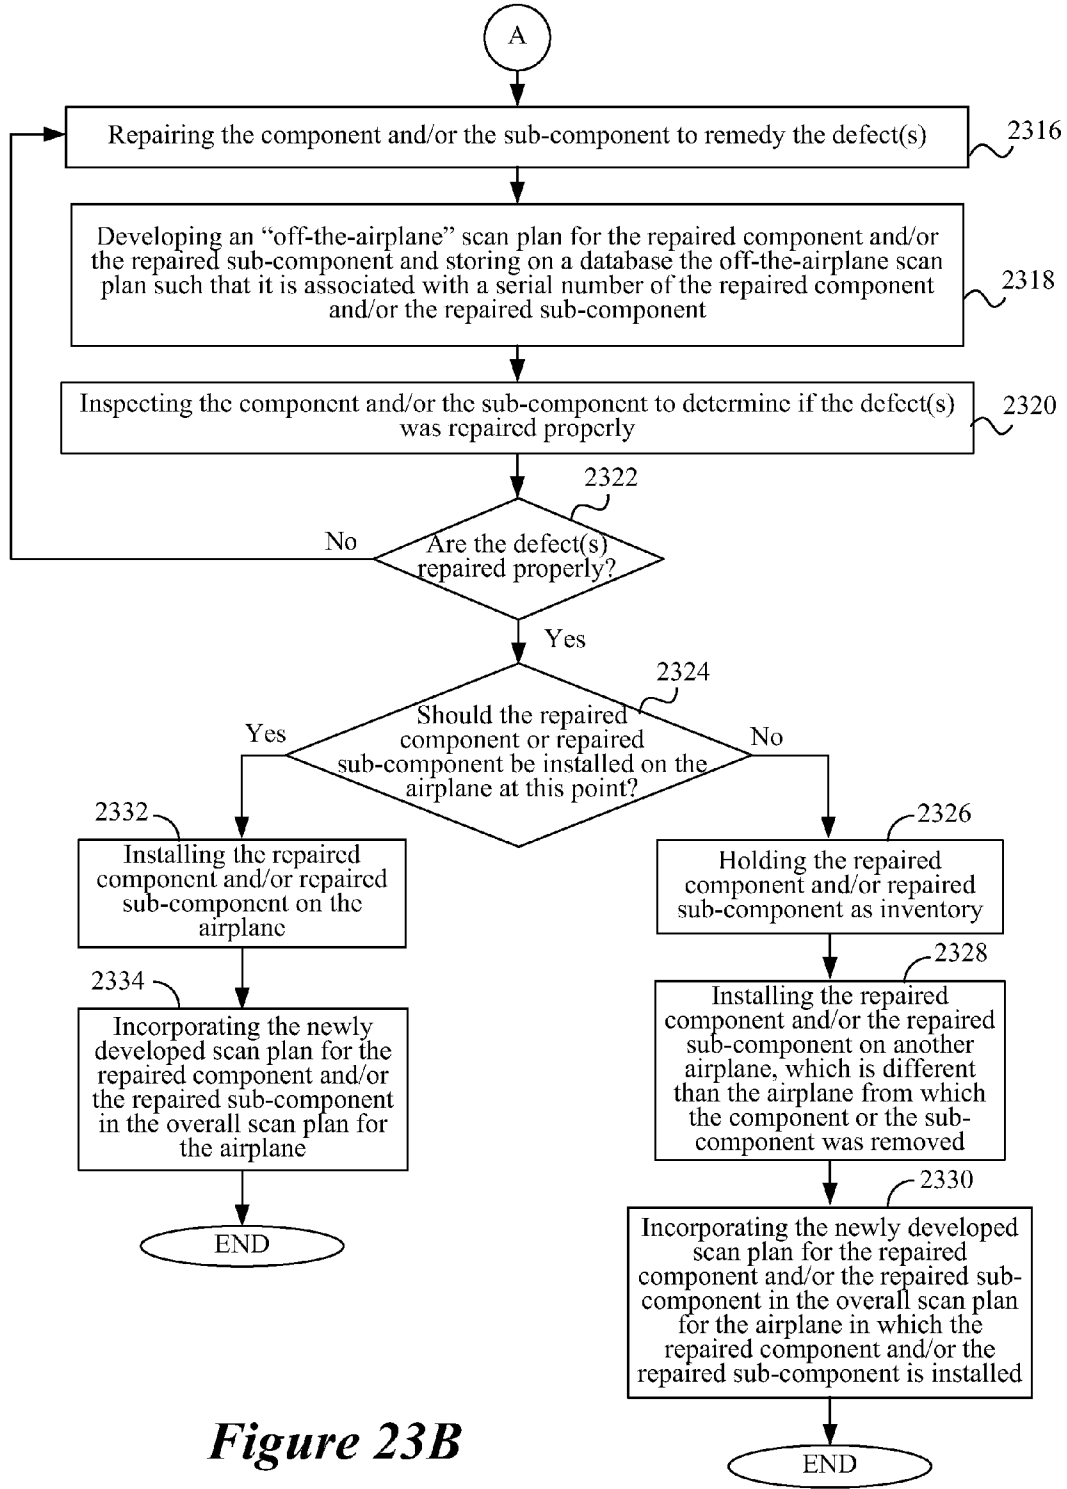 A
Repairing the component and/or the sub-component to remedy the defect(s)
2316
Developing an “off-the-airplane” scan plan for the repaired component and/or
the repaired sub-component and storing on a database the off-the-airplane scan
plan such that it is associated with a serial number of the repaired component
and/or the repaired sub-component
2318
Inspecting the component and/or the sub-component to determine if the defect(s)
was repaired properly
2320
2322
No
Are the defect(s)
repaired properly?
Yes
2324
Yes
Should the repaired
component or repaired
sub-component be installed on the
airplane at this point?
No
2332
Installing the repaired
component and/or repaired
sub-component on the
airplane
2326
Holding the repaired
component and/or repaired
sub-component as inventory
2334
Incorporating the newly
developed scan plan for the
repaired component and/or
the repaired sub-component
in the overall scan plan for
the airplane
END
2328
Installing the repaired
component and/or the repaired
sub-component on another
airplane, which is different
than the airplane from which
the component or the sub-
component was removed
2330
Incorporating the newly developed
scan plan for the repaired
component and/or the repaired sub-
component in the overall scan plan
for the airplane in which the
repaired component and/or the
repaired sub-component is installed
END
Figure 23B